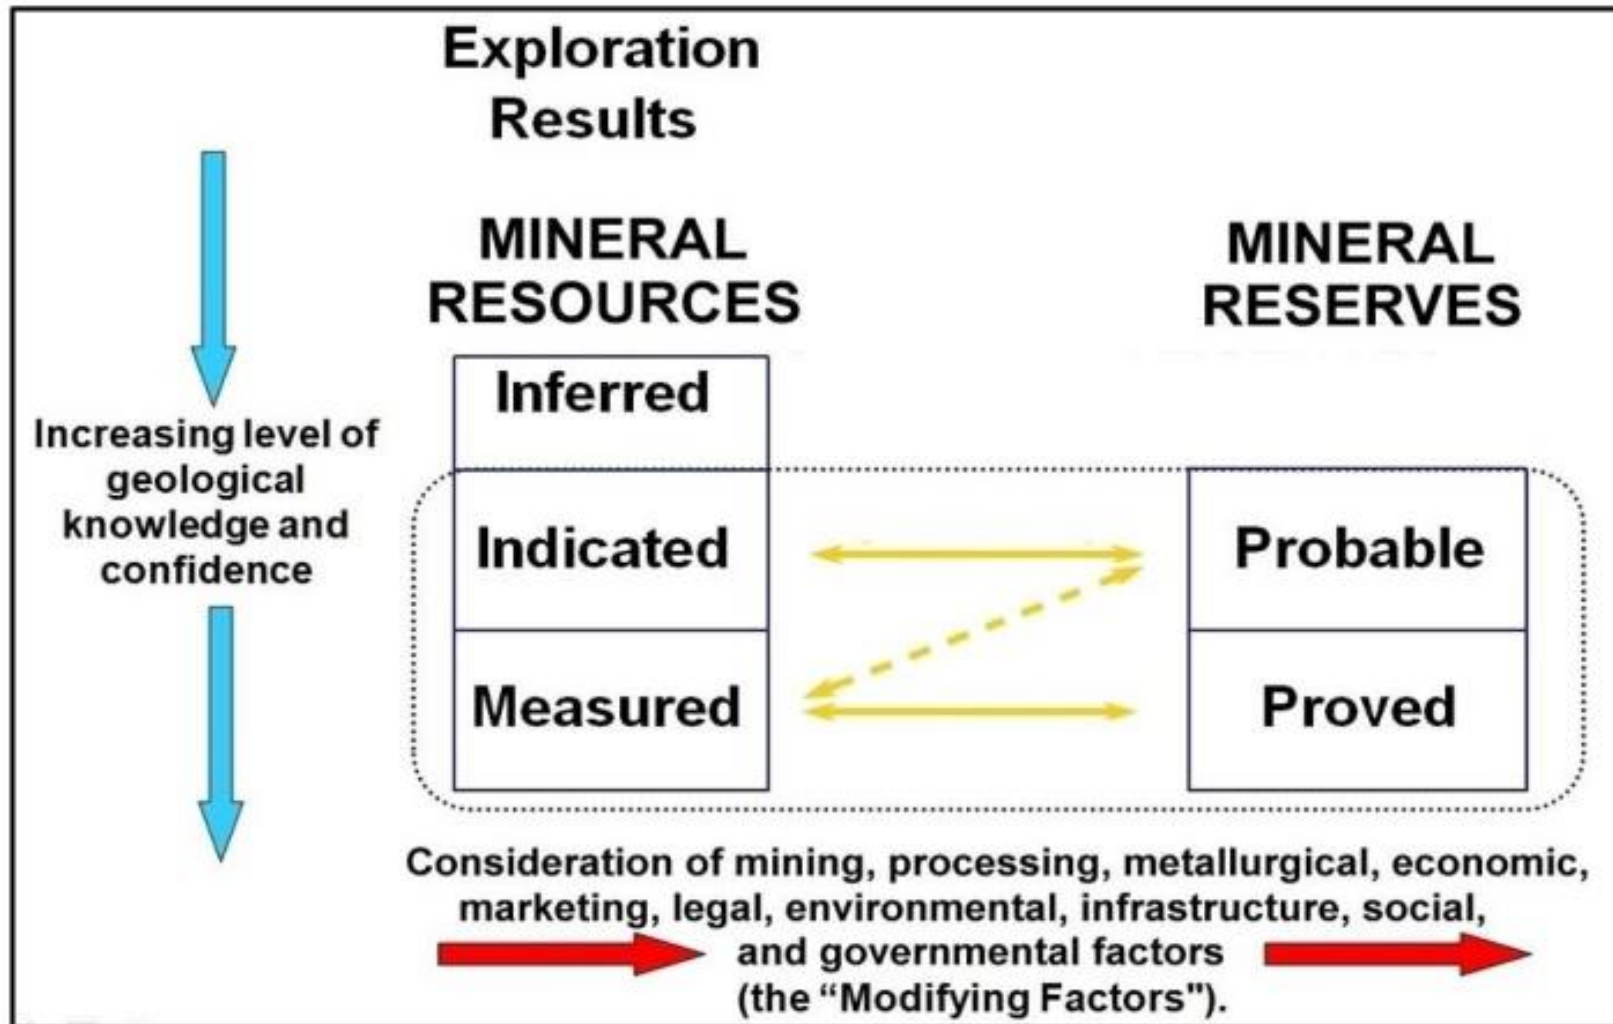 Exploration
Results
MINERAL
RESOURCES
MINERAL
RESERVES
Inferred
Increasing level of
geological
knowledge and
confidence
Indicated
Probable
Measured
Proved
Consideration of mining, processing, metallurgical, economic,
marketing, legal, environmental, infrastructure, social,
and governmental factors
(the “Modifying Factors").